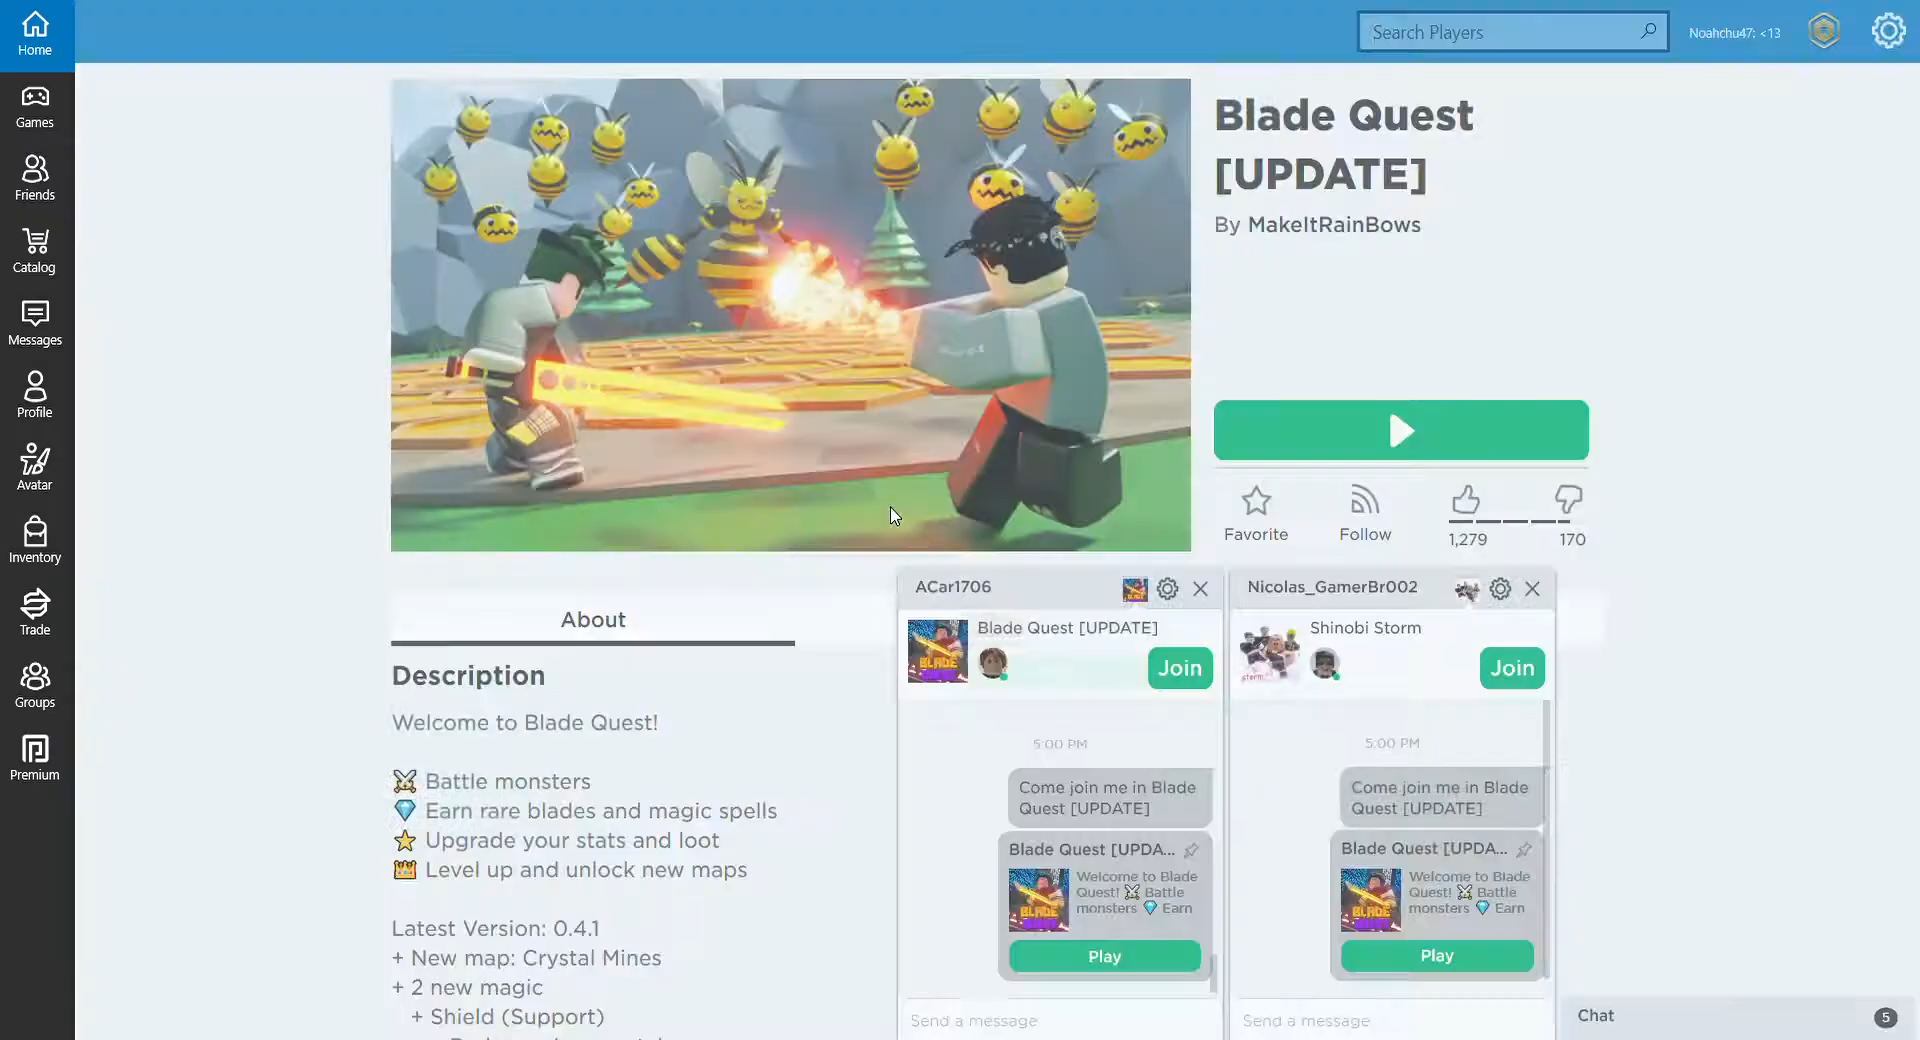 Home
Games
Friends
Catalog
Messages
Profile
Avatar
Inventory
Trade
Groups
Premium
Search Players
Noahchu47: <13
Blade Quest
[UPDATE]
By MakeItRainBows
Favorite
Follow
1,279
170
About
Description
Welcome to Blade Quest!
Battle monsters
Earn rare blades and magic spells
Upgrade your stats and loot
Level up and unlock new maps
Latest Version: 0.4.1
+ New map: Crystal Mines
+ 2 new magic
+ Shield (Support)
ACar1706
Blade Quest [UPDATE]
BLADE
Join
5:00 PM
Come join me in Blade
Quest [UPDATE]
Blade Quest [UPDA...
Welcome to Blade
Quest! ⚔️ Battle
monsters 💎 Earn
BLADE
QUEST
Play
Send a message
Nicolas_GamerBr002
Shinobi Storm
Join
5:00 PM
Come join me in Blade
Quest [UPDATE]
Blade Quest [UPDA...
Welcome to Blade
Quest! ⚔️ Battle
monsters 💎 Earn
BLADE
QUEST
Play
Send a message
Chat
5